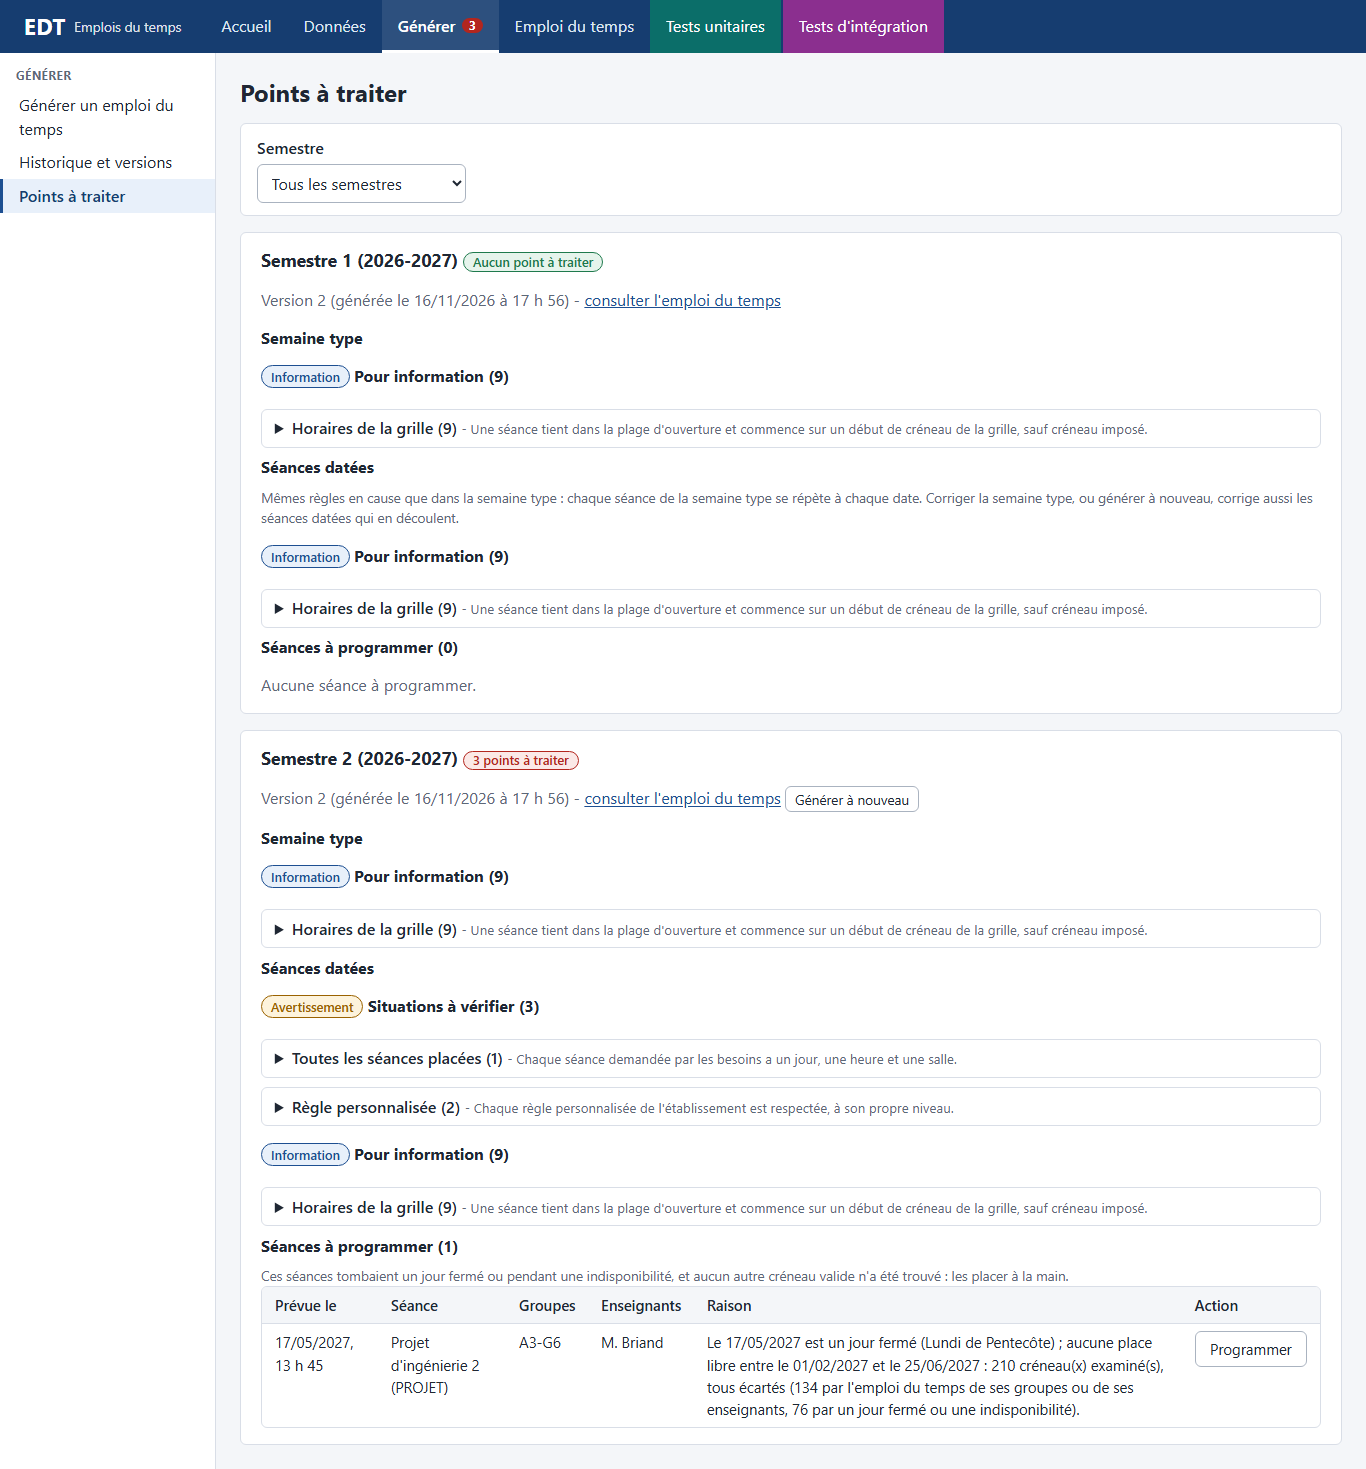 EDT Emplois du temps Accueil Données Générer 3 Emploi du temps Tests unitaires Tests d'intégration
GÉNÉRER
Générer un emploi du
temps
Historique et versions
Points à traiter
Points à traiter
Semestre
Tous les semestres
Semestre 1 (2026-2027) Aucun point à traiter
Version 2 (générée le 16/11/2026 à 17 h 56) - consulter l'emploi du temps
Semaine type
Information Pour information (9)
Horaires de la grille (9) - Une séance tient dans la plage d'ouverture et commence sur un début de créneau de la grille, sauf créneau imposé.
Séances datées
Mêmes règles en cause que dans la semaine type : chaque séance de la semaine type se répète à chaque date. Corriger la semaine type, ou générer à nouveau, corrige aussi les
séances datées qui en découlent.
Information Pour information (9)
Horaires de la grille (9) - Une séance tient dans la plage d'ouverture et commence sur un début de créneau de la grille, sauf créneau imposé.
Séances à programmer (0)
Aucune séance à programmer.
Semestre 2 (2026-2027) 3 points à traiter
Version 2 (générée le 16/11/2026 à 17 h 56) - consulter l'emploi du temps Générer à nouveau
Semaine type
Information Pour information (9)
Horaires de la grille (9) - Une séance tient dans la plage d'ouverture et commence sur un début de créneau de la grille, sauf créneau imposé.
Séances datées
Avertissement Situations à vérifier (3)
Toutes les séances placées (1) - Chaque séance demandée par les besoins a un jour, une heure et une salle.
Règle personnalisée (2) - Chaque règle personnalisée de l'établissement est respectée, à son propre niveau.
Information Pour information (9)
Horaires de la grille (9) - Une séance tient dans la plage d'ouverture et commence sur un début de créneau de la grille, sauf créneau imposé.
Séances à programmer (1)
Ces séances tombaient un jour fermé ou pendant une indisponibilité, et aucun autre créneau valide n'a été trouvé : les placer à la main.
Prévue le Séance Groupes Enseignants Raison Action
17/05/2027, Projet A3-G6 M. Briand Le 17/05/2027 est un jour fermé (Lundi de Pentecôte) ; aucune place Programmer
13 h 45 d'ingénierie 2 libre entre le 01/02/2027 et le 25/06/2027 : 210 créneau(x) examiné(s),
(PROJET) tous écartés (134 par l'emploi du temps de ses groupes ou de ses
enseignants, 76 par un jour fermé ou une indisponibilité).